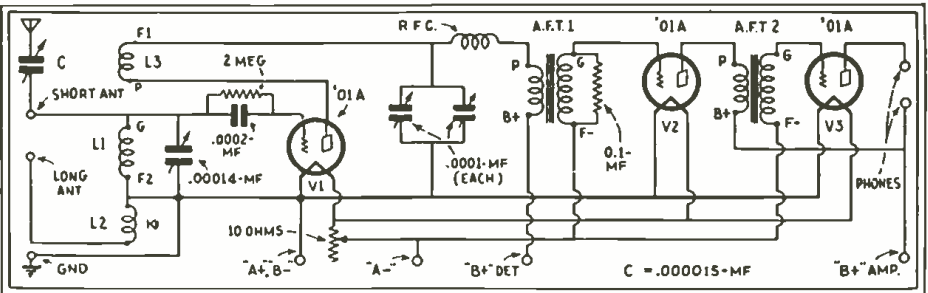 F1
R.F.C.
A.F.T.1
'01A
A.F.T 2
'01A
C
L3
2 MEG
P
'01A
SHORT ANT
P
G
P
G
L1
G
.0002-
MF
B+
V2
B+
F-
V3
F2
.00014-MF
V1
.0001-MF
(EACH)
F-
0.1-
MF
LONG
ANT
PHONES
L2
10 OHMS
GND
"A+","B-"
"A-"
"B+" DET
C = .000015-MF
"B+" AMP.